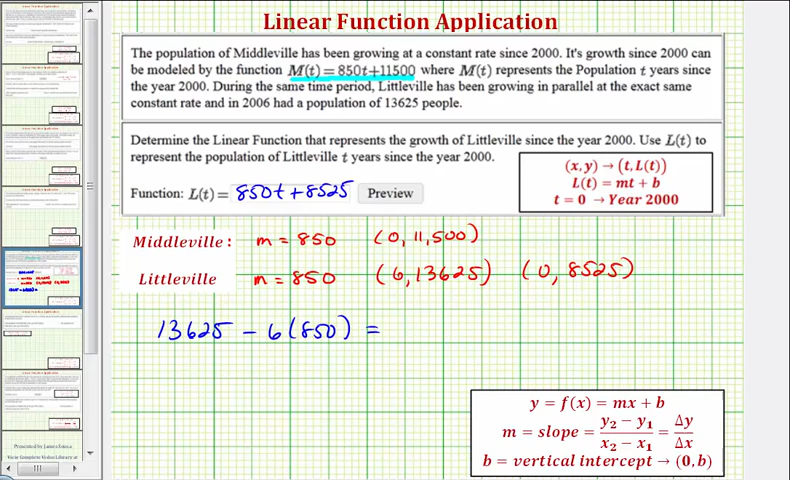 Linear Function Application
The population of Middleville has been growing at a constant rate since 2000. It's growth since 2000 can
be modeled by the function M(t) = 850t+11500 where M(t) represents the Population t years since
the year 2000. During the same time period, Littleville has been growing in parallel at the exact same
constant rate and in 2006 had a population of 13625 people.
Determine the Linear Function that represents the growth of Littleville since the year 2000. Use L(t) to
represent the population of Littleville t years since the year 2000.
Function: L(t) = 850t+8525 Preview
(x,y) → (t,L(t))
L(t) = mt + b
t = 0 → Year 2000
Middleville: m = 850 (0, 11,500)
Littleville m = 850 (6, 13625) (0, 8525)
13625 - 6(850) =
y = f(x) = mx + b
m = slope = y₂ − y₁ / x₂ − x₁ = Δy / Δx
b = vertical intercept → (0, b)